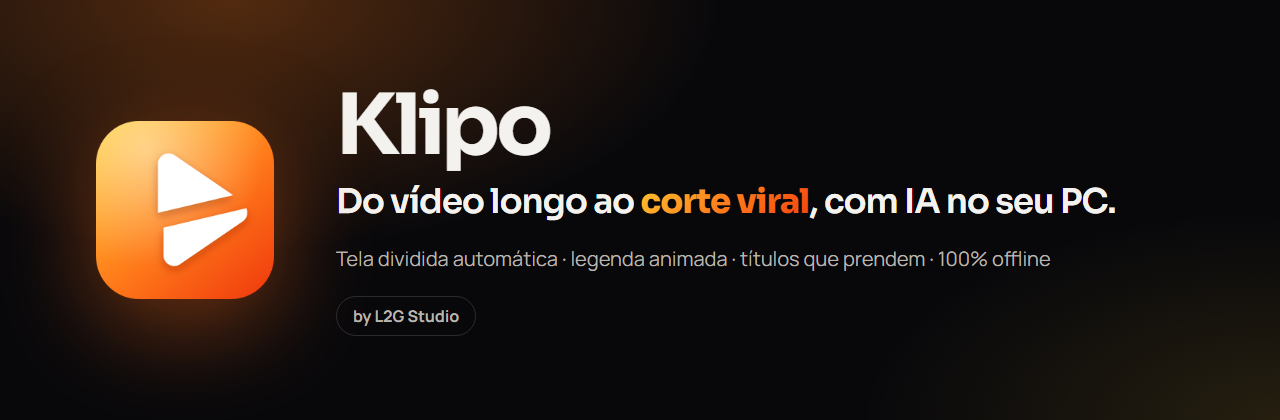 Klipo
Do vídeo longo ao corte viral, com IA no seu PC.
Tela dividida automática · legenda animada · títulos que prendem · 100% offline
by L2G Studio